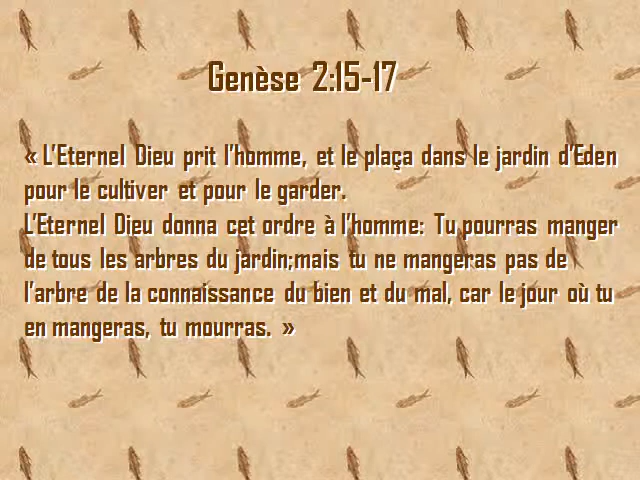 Genèse 2:15-17
« L'Eternel Dieu prit l'homme, et le plaça dans le jardin d'Eden
pour le cultiver et pour le garder.
L'Eternel Dieu donna cet ordre à l'homme: Tu pourras manger
de tous les arbres du jardin;mais tu ne mangeras pas de
l'arbre de la connaissance du bien et du mal, car le jour où tu
en mangeras, tu mourras. »